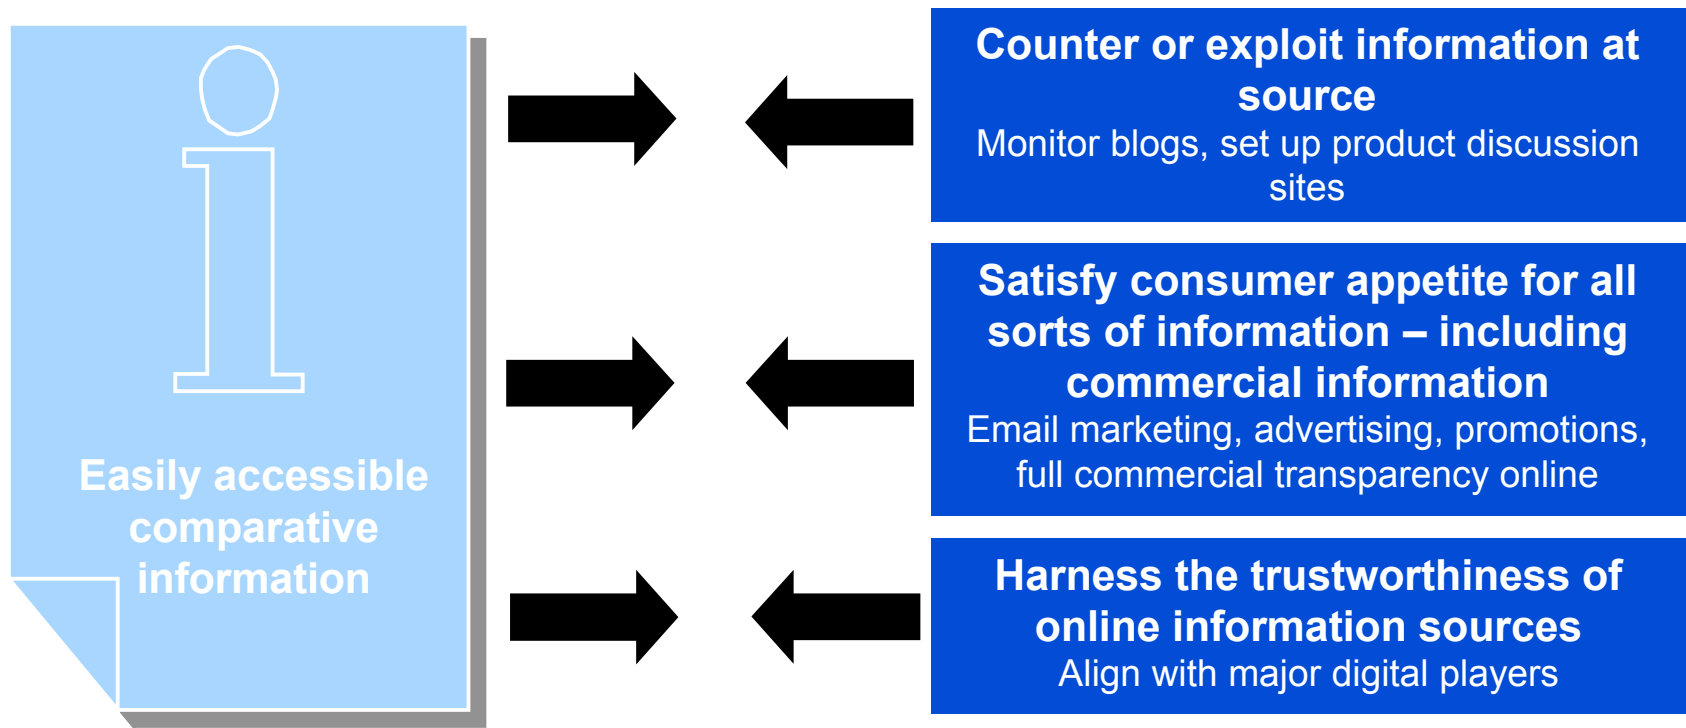 Easily accessible
comparative
information
Counter or exploit information at
source
Monitor blogs, set up product discussion
sites
Satisfy consumer appetite for all
sorts of information – including
commercial information
Email marketing, advertising, promotions,
full commercial transparency online
Harness the trustworthiness of
online information sources
Align with major digital players